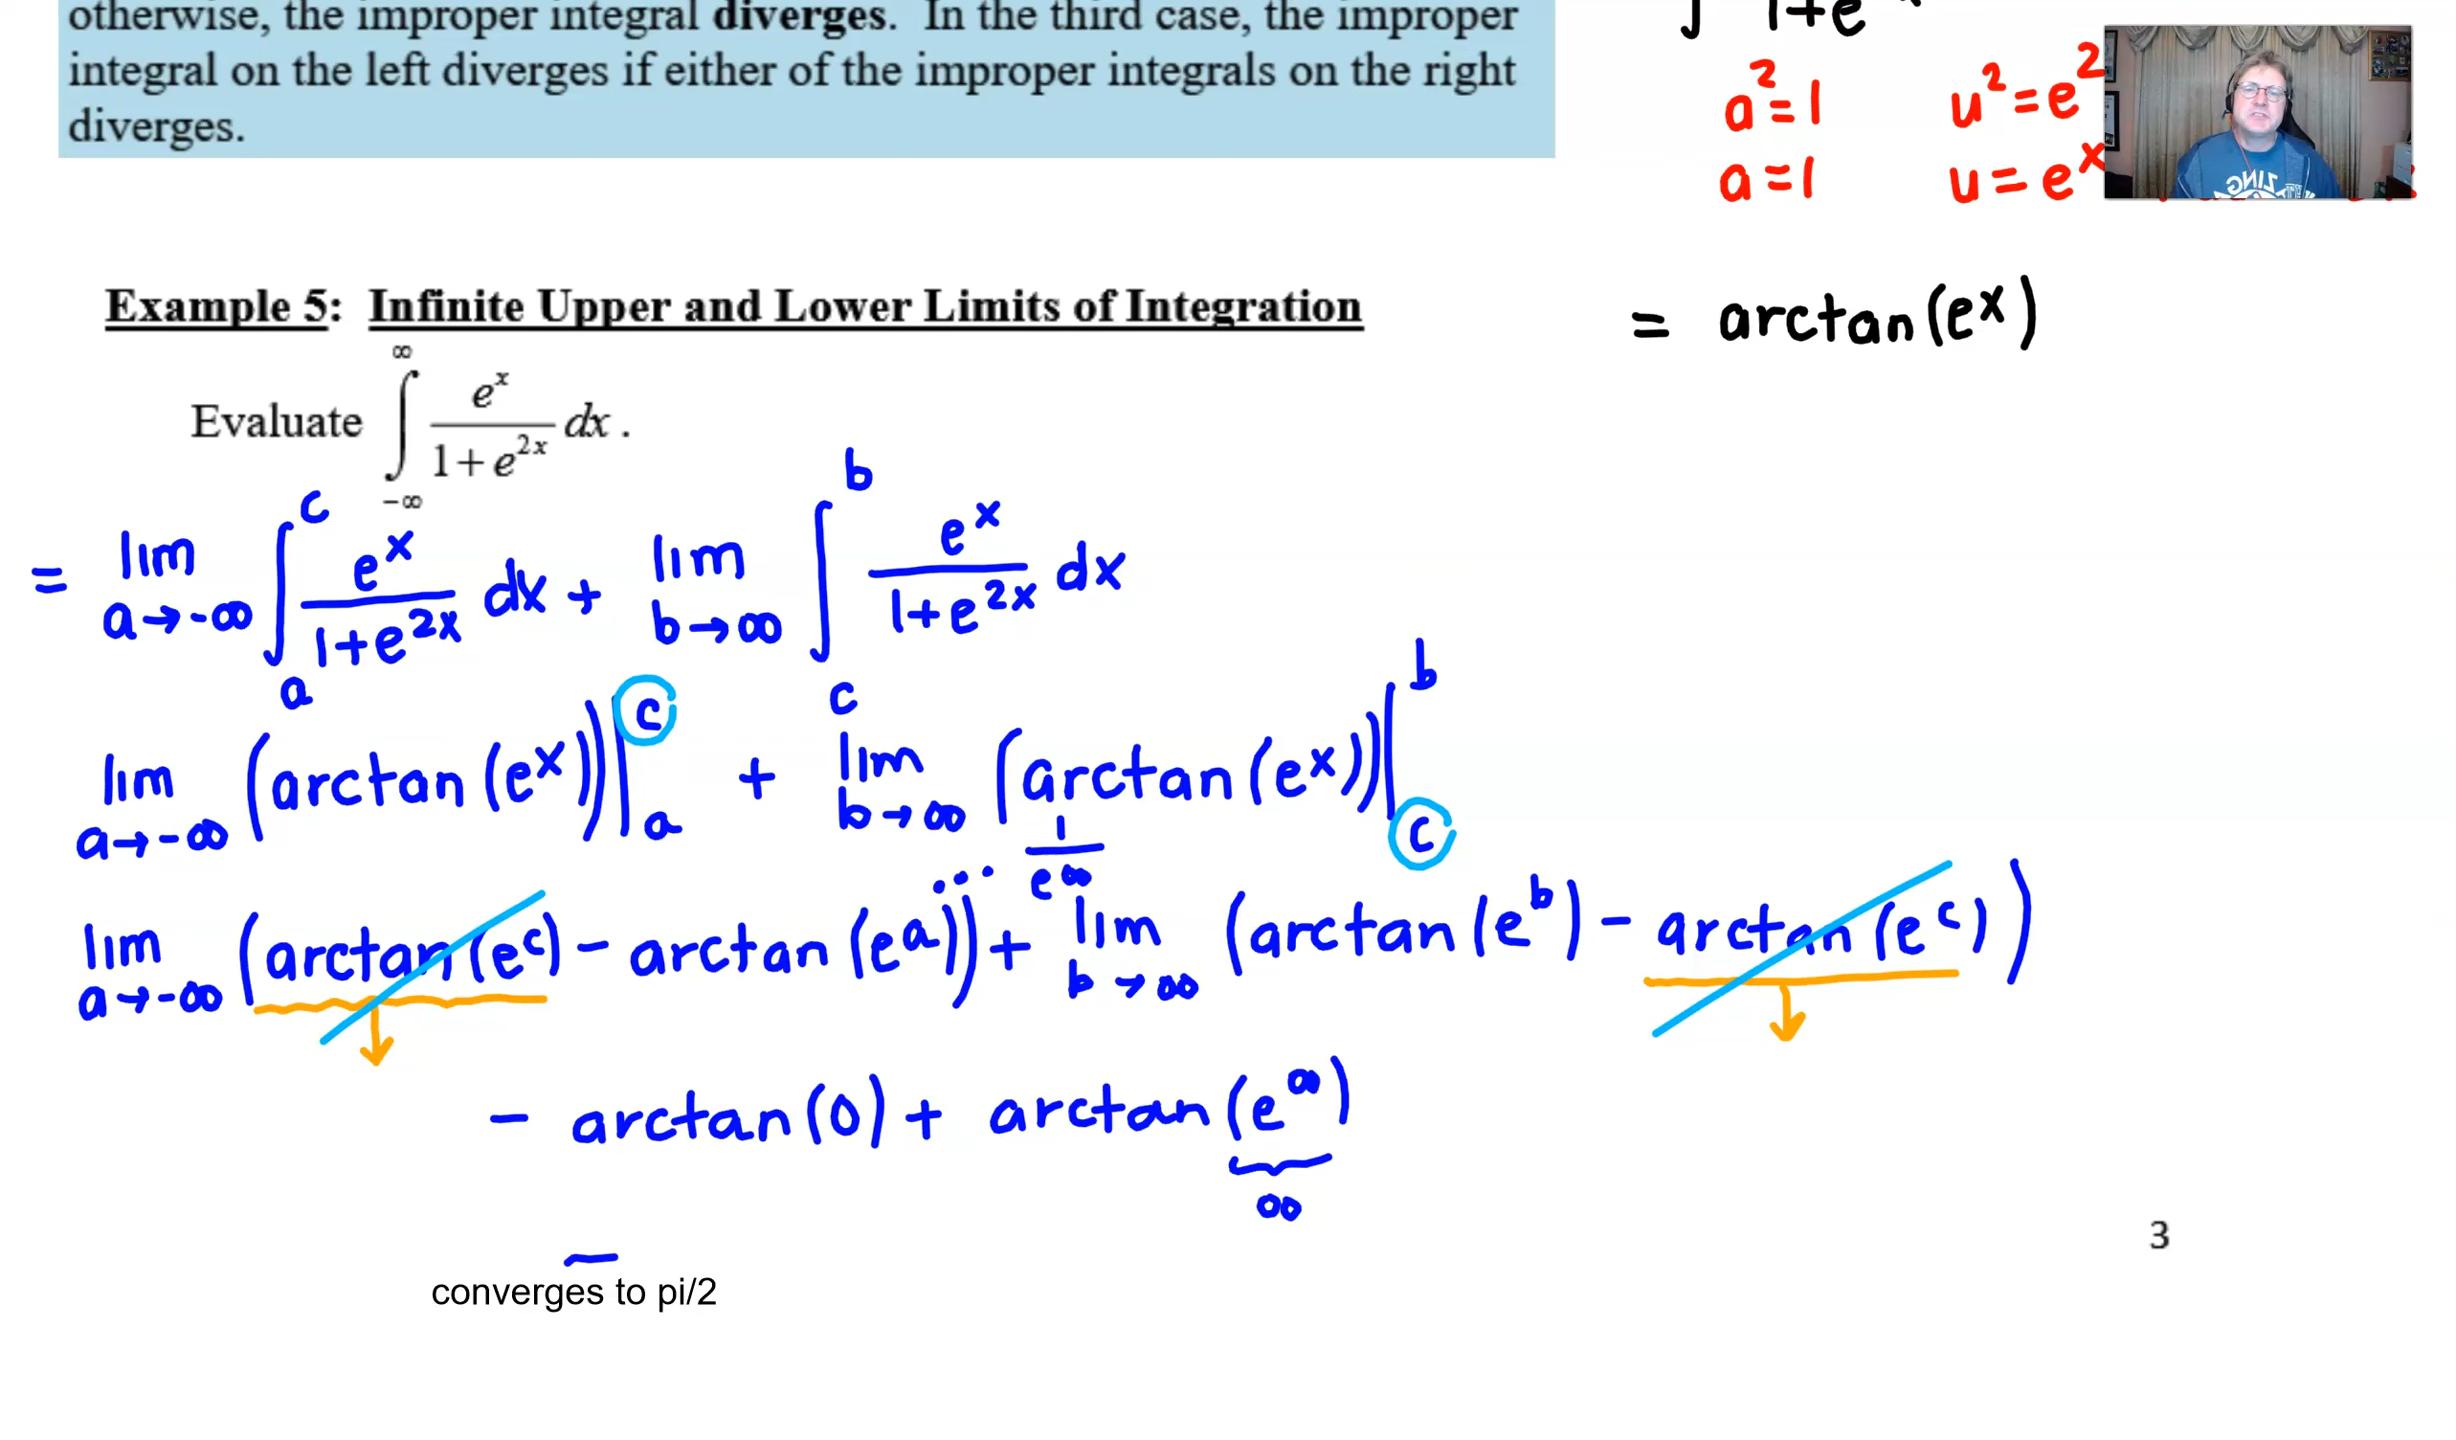 otherwise, the improper integral diverges. In the third case, the improper
integral on the left diverges if either of the improper integrals on the right
diverges.
∫ 1+e
a²=1 u²=e²
a=1 u=eˣ
Example 5: Infinite Upper and Lower Limits of Integration
= arctan(eˣ)
Evaluate ∫_{-∞}^{∞} eˣ/(1+e²ˣ) dx.
= lim_{a→-∞} ∫_a^c eˣ/(1+e²ˣ) dx + lim_{b→∞} ∫_c^b eˣ/(1+e²ˣ) dx
lim_{a→-∞} (arctan(eˣ))|_a^c + lim_{b→∞} (arctan(eˣ))|_c^b
... 1/e^∞
lim_{a→-∞} (arctan(e^c) - arctan(e^a)) + lim_{b→∞} (arctan(e^b) - arctan(e^c))
- arctan(0) + arctan(e^∞)
∞
3
converges to pi/2